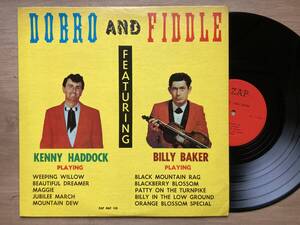 DOBRO AND FIDDLE
FEATURING
KENNY HADDOCK
PLAYING
WEEPING WILLOW
BEAUTIFUL DREAMER
MAGGIE
JUBILEE MARCH
MOUNTAIN DEW
BILLY BAKER
PLAYING
BLACK MOUNTAIN RAG
BLACKBERRY BLOSSOM
PATTY ON THE TURNPIKE
BILLY IN THE LOW GROUND
ORANGE BLOSSOM SPECIAL
ZAP